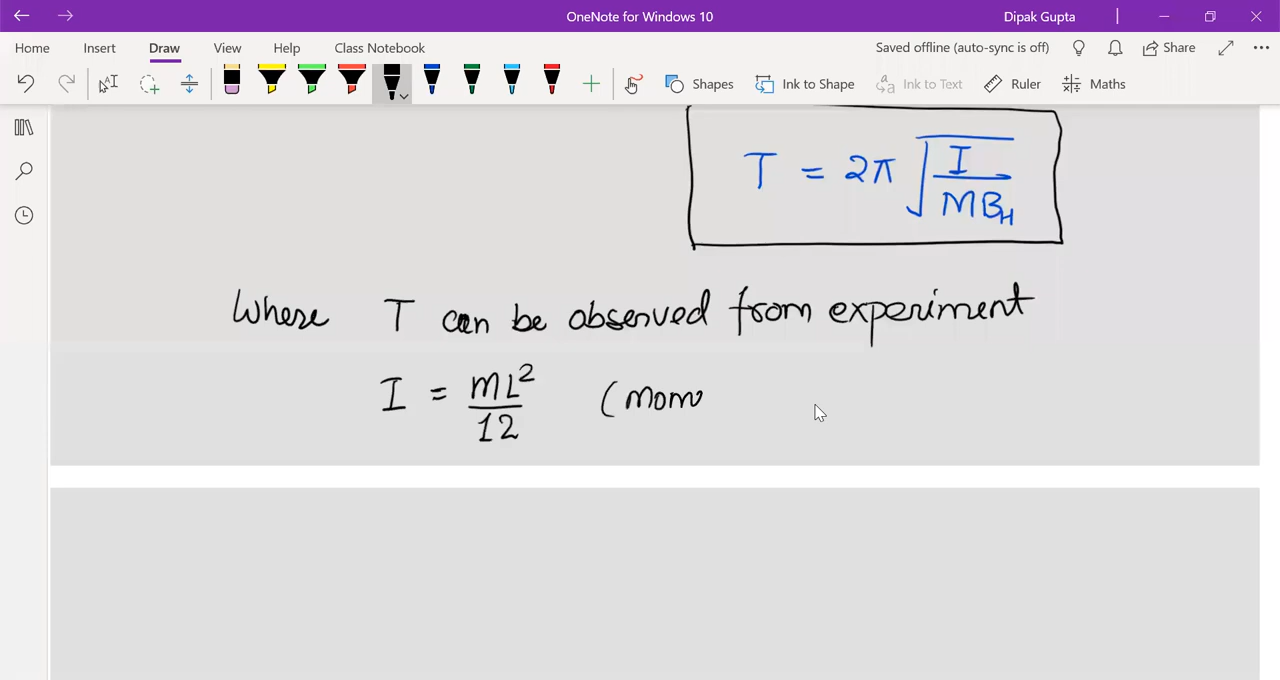 OneNote for Windows 10
Dipak Gupta
Home Insert Draw View Help Class Notebook
Saved offline (auto-sync is off)
Share
Shapes Ink to Shape Ink to Text Ruler Maths
T = 2π √(I / MB_H)
Where T can be observed from experiment
I = mL²/12 (mom